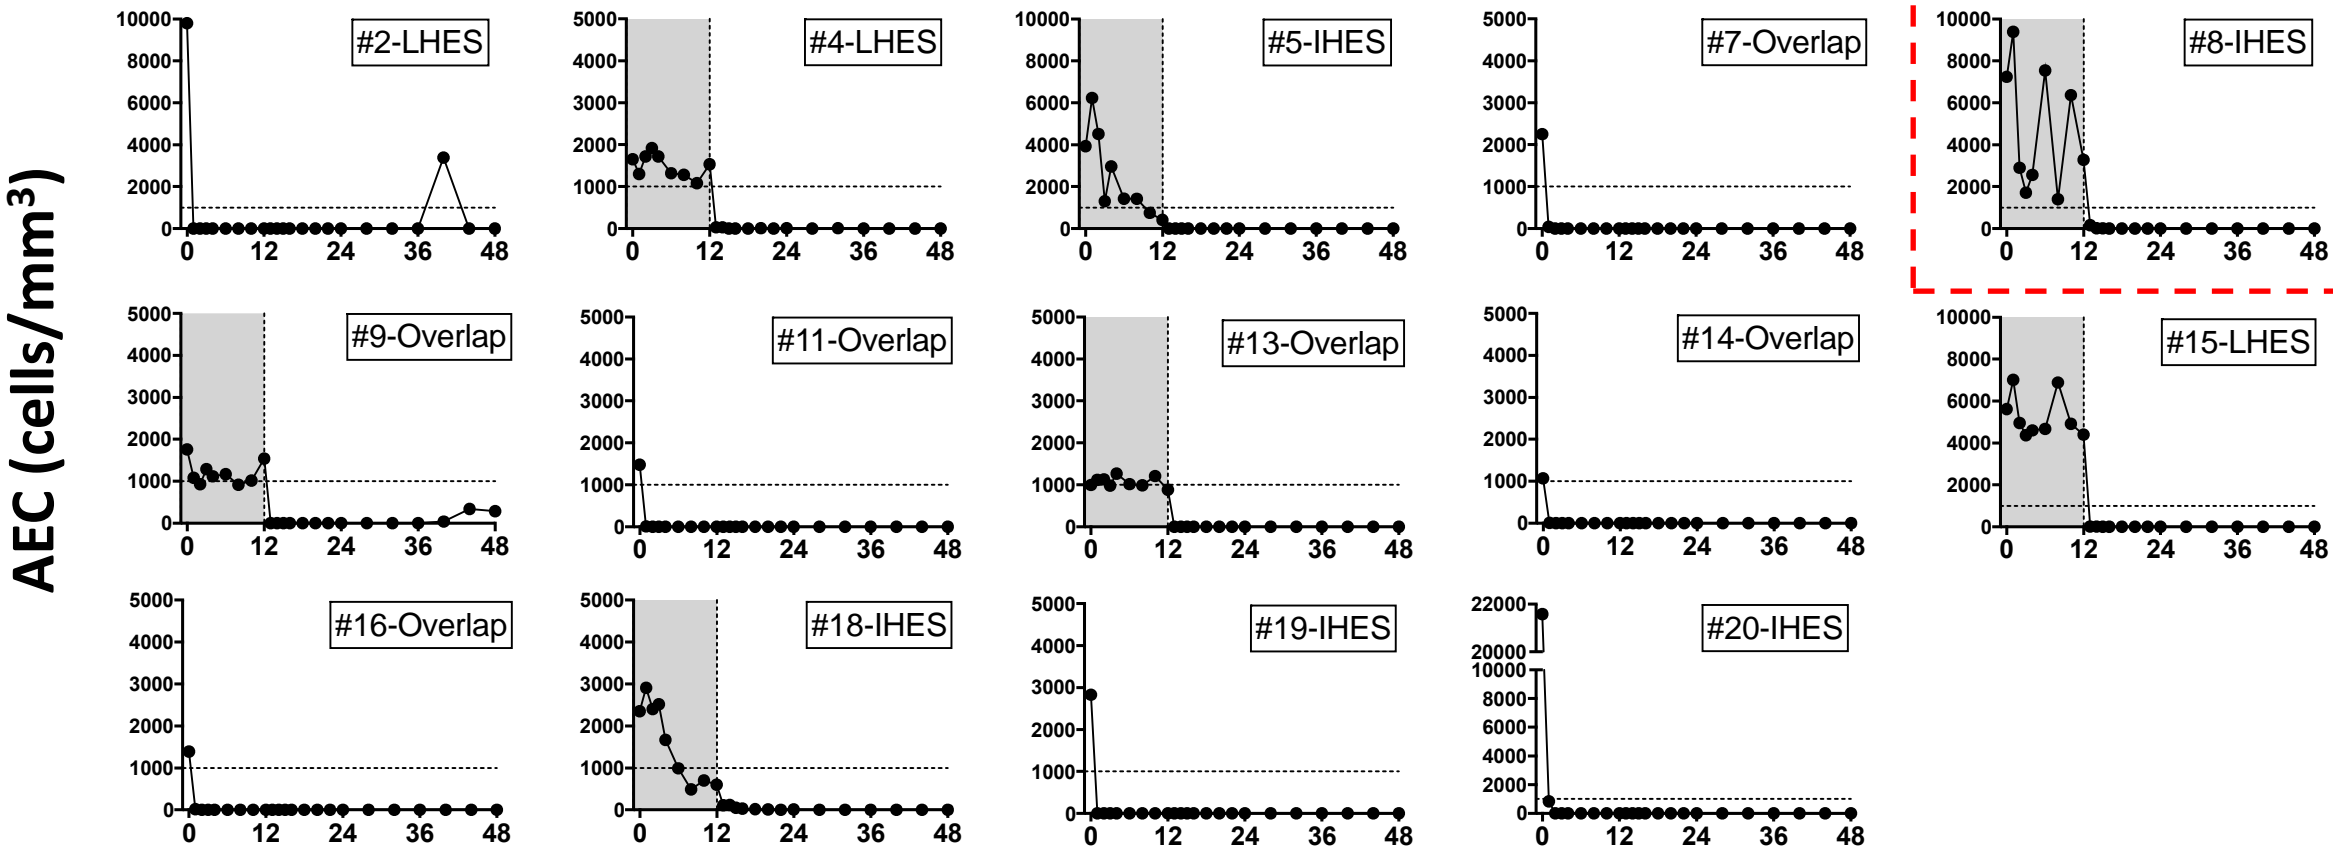 AEC (cells/mm³)
#2-LHES
10000
8000
6000
4000
2000
0
0 12 24 36 48
#4-LHES
5000
4000
3000
2000
1000
0
0 12 24 36 48
#5-IHES
10000
8000
6000
4000
2000
0
0 12 24 36 48
#7-Overlap
5000
4000
3000
2000
1000
0
0 12 24 36 48
#8-IHES
10000
8000
6000
4000
2000
0
0 12 24 36 48
#9-Overlap
5000
4000
3000
2000
1000
0
0 12 24 36 48
#11-Overlap
5000
4000
3000
2000
1000
0
0 12 24 36 48
#13-Overlap
5000
4000
3000
2000
1000
0
0 12 24 36 48
#14-Overlap
5000
4000
3000
2000
1000
0
0 12 24 36 48
#15-LHES
10000
8000
6000
4000
2000
0
0 12 24 36 48
#16-Overlap
5000
4000
3000
2000
1000
0
0 12 24 36 48
#18-IHES
5000
4000
3000
2000
1000
0
0 12 24 36 48
#19-IHES
5000
4000
3000
2000
1000
0
0 12 24 36 48
#20-IHES
22000
20000
10000
8000
6000
4000
2000
0
0 12 24 36 48